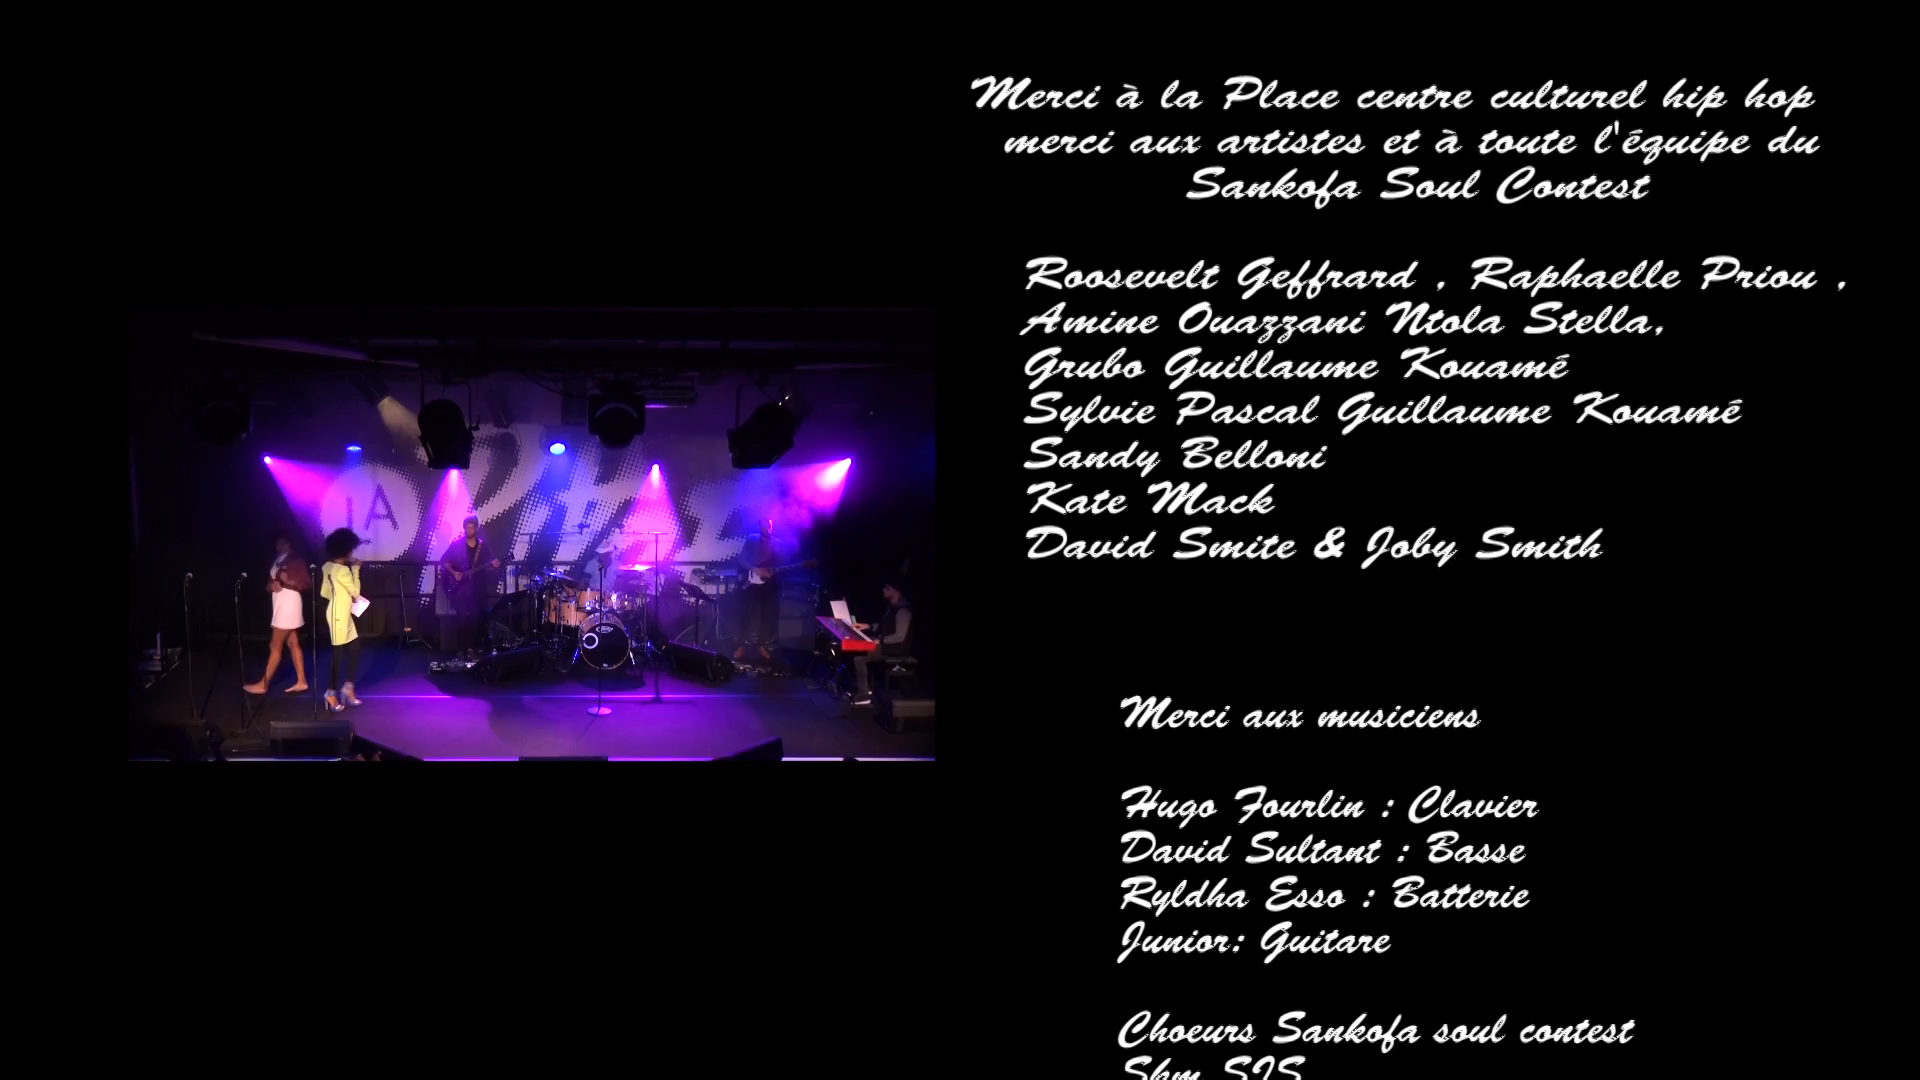 Merci à la Place centre culturel hip hop
merci aux artistes et à toute l'équipe du
Sankofa Soul Contest
Roosevelt Geffrard , Raphaelle Priou ,
Amine Ouazzani Ntola Stella,
Grubo Guillaume Kouamé
Sylvie Pascal Guillaume Kouamé
Sandy Belloni
Kate Mack
David Smite & Joby Smith
LA
PLACE
Merci aux musiciens
Hugo Fourlin : Clavier
David Sultant : Basse
Ryldha Esso : Batterie
Junior: Guitare
Choeurs Sankofa soul contest